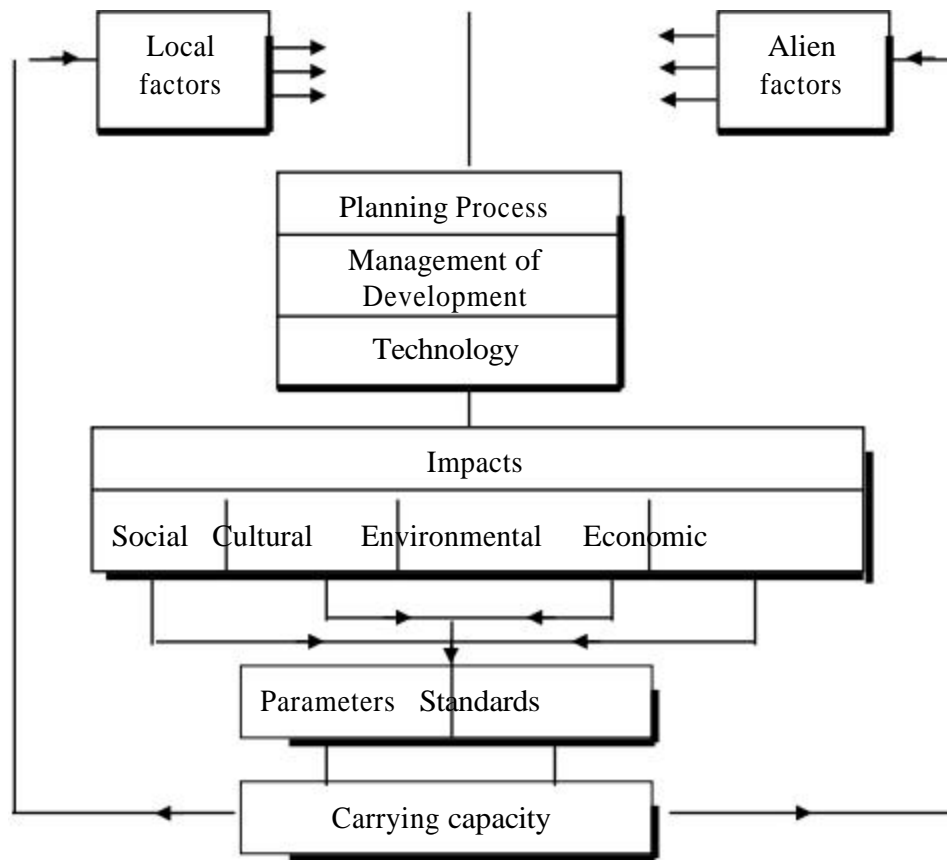 Local
factors
Alien
factors
Planning Process
Management of
Development
Technology
Impacts
Social Cultural Environmental Economic
Parameters Standards
Carrying capacity